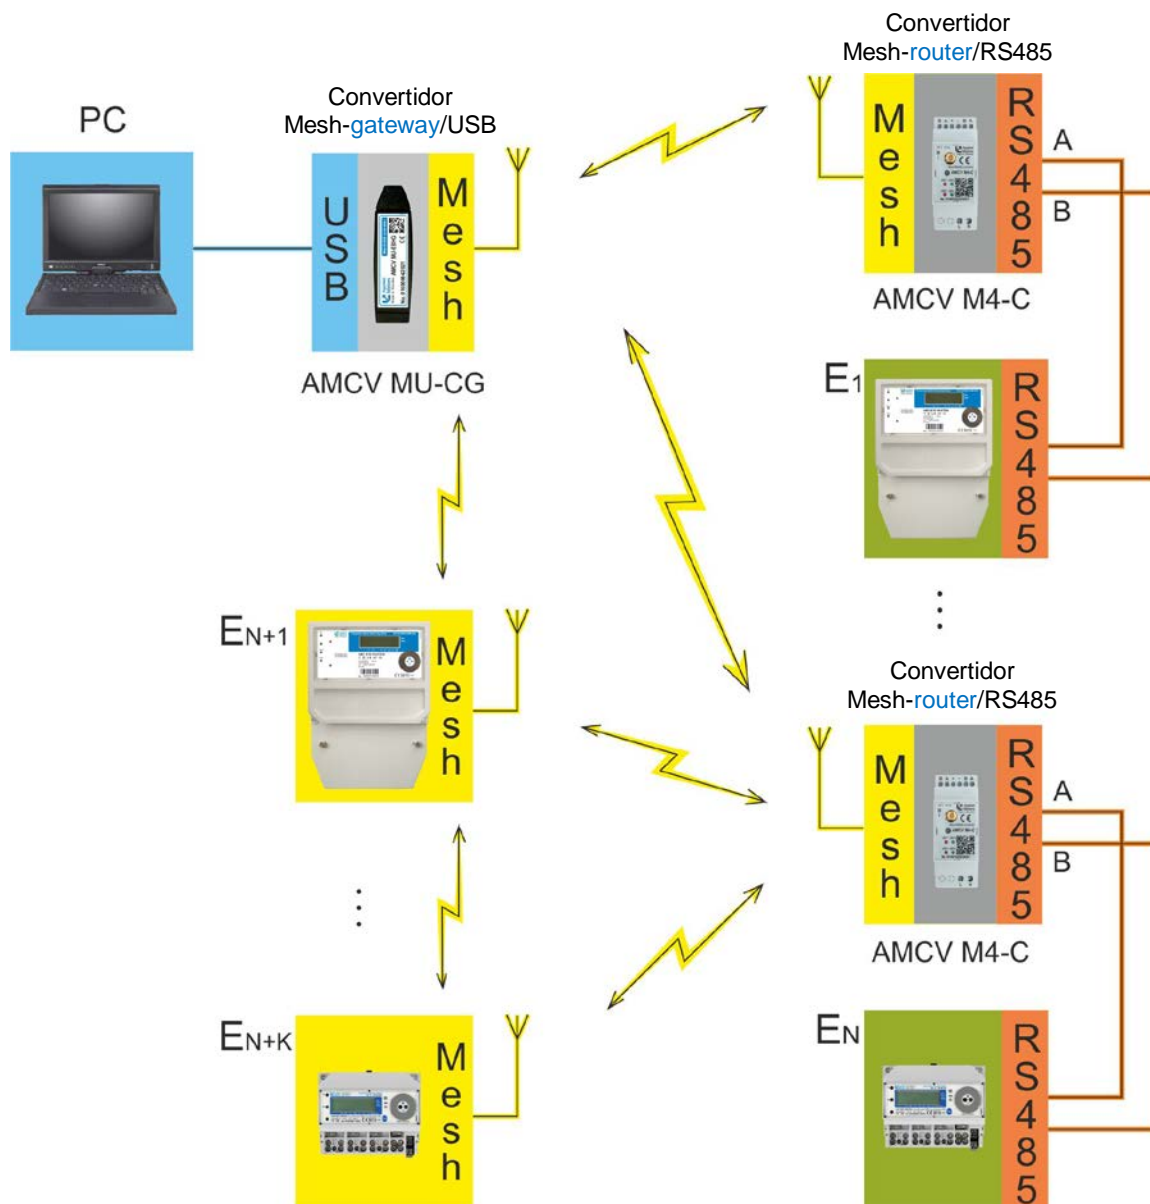 Convertidor
Mesh-router/RS485
PC
Convertidor
Mesh-gateway/USB
USB
Mesh
AMCV MU-CG
Mesh
RS485
A
B
AMCV M4-C
E1
RS485
⋮
EN+1
Mesh
Convertidor
Mesh-router/RS485
Mesh
RS485
A
B
AMCV M4-C
⋮
EN+K
Mesh
EN
RS485